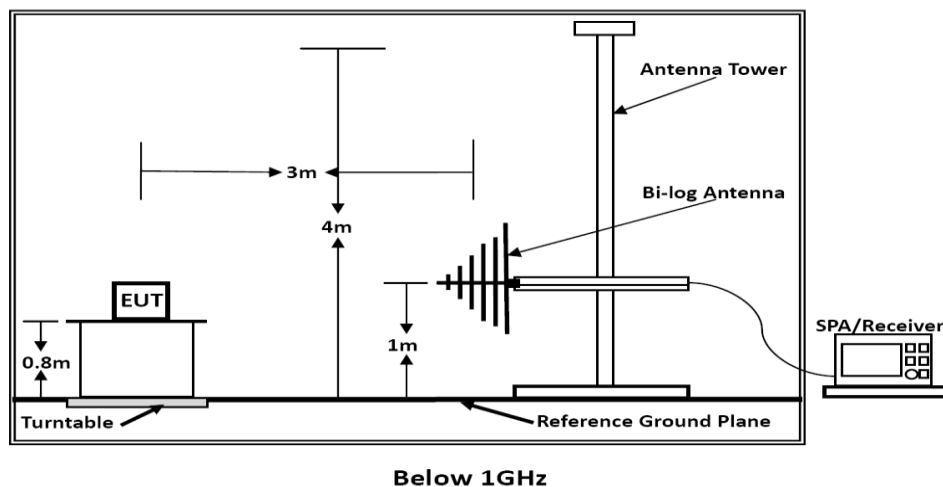 Antenna Tower
3m
Bi-log Antenna
4m
EUT
SPA/Receiver
0.8m
1m
Turntable
Reference Ground Plane
Below 1GHz